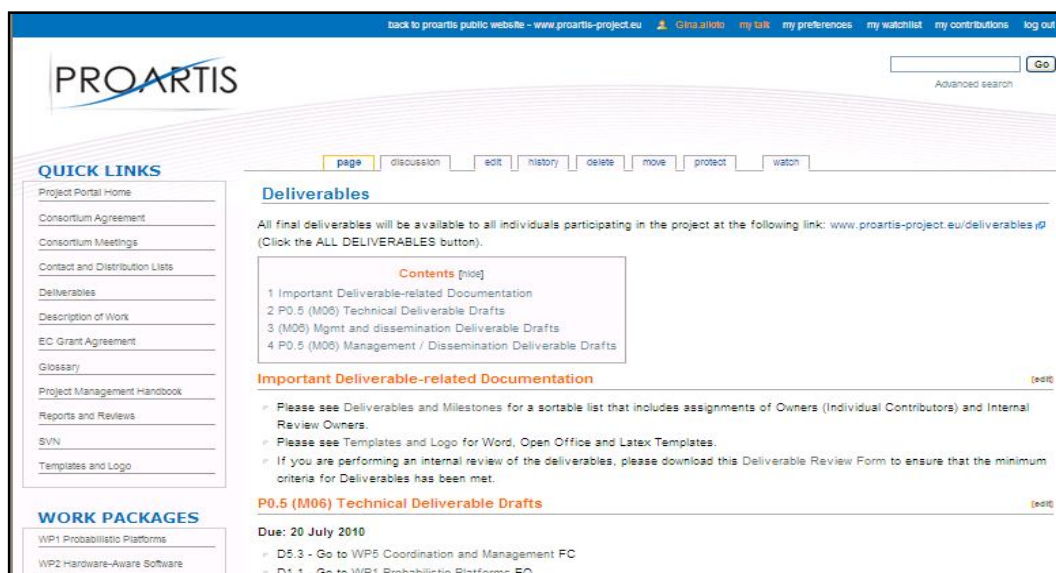 back to proartis public website - www.proartis-project.eu Gina.alioto my talk my preferences my watchlist my contributions log out
PROARTIS
Go
Advanced search
page discussion edit history delete move protect watch
QUICK LINKS
Project Portal Home
Consortium Agreement
Consortium Meetings
Contact and Distribution Lists
Deliverables
Description of Work
EC Grant Agreement
Glossary
Project Management Handbook
Reports and Reviews
SVN
Templates and Logo
WORK PACKAGES
WP1 Probabilistic Platforms
WP2 Hardware-Aware Software
Deliverables
All final deliverables will be available to all individuals participating in the project at the following link: www.proartis-project.eu/deliverables
(Click the ALL DELIVERABLES button).
Contents [hide]
1 Important Deliverable-related Documentation
2 P0.5 (M06) Technical Deliverable Drafts
3 (M06) Mgmt and dissemination Deliverable Drafts
4 P0.5 (M06) Management / Dissemination Deliverable Drafts
Important Deliverable-related Documentation [edit]
Please see Deliverables and Milestones for a sortable list that includes assignments of Owners (Individual Contributors) and Internal
Review Owners.
Please see Templates and Logo for Word, Open Office and Latex Templates.
If you are performing an internal review of the deliverables, please download this Deliverable Review Form to ensure that the minimum
criteria for Deliverables has been met.
P0.5 (M06) Technical Deliverable Drafts [edit]
Due: 20 July 2010
D5.3 - Go to WP5 Coordination and Management FC
D1.1 - Go to WP1 Probabilistic Platforms